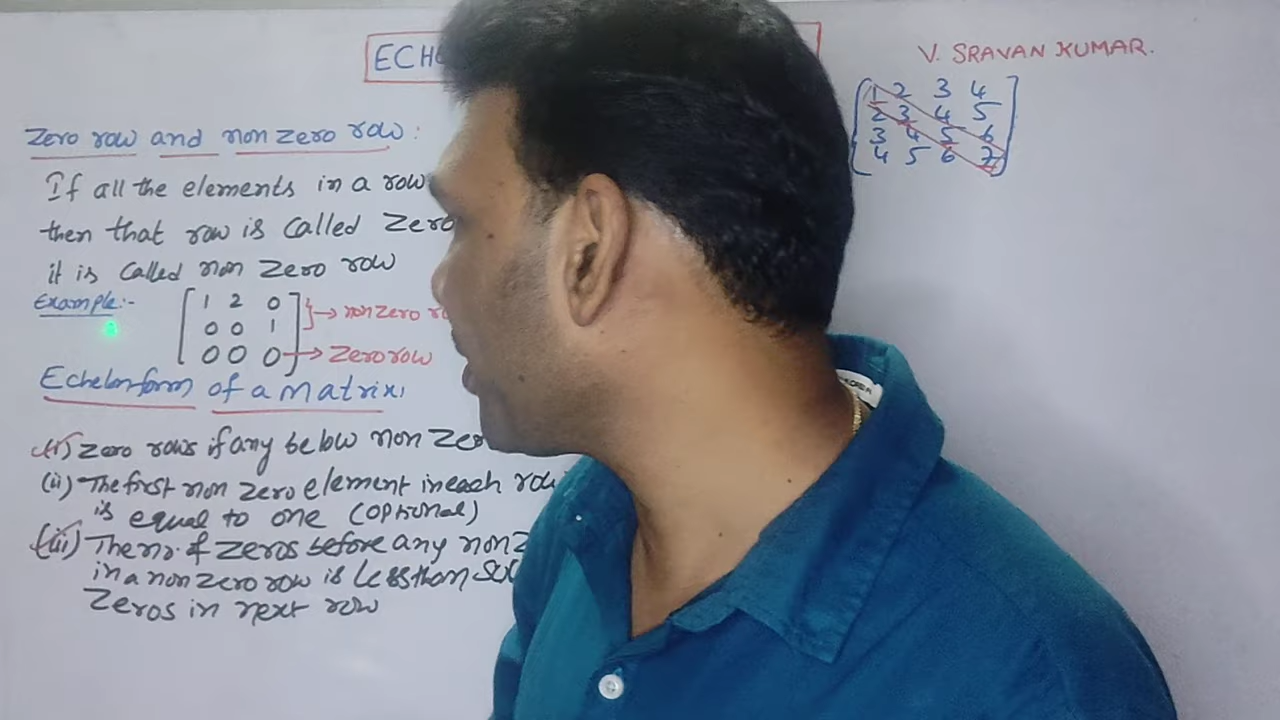 V. SRAVAN KUMAR.
Zero row and non zero row:
If all the elements in a row
then that row is called Zero
it is called non zero row
Example:-
1 2 0 → non zero
0 0 1
0 0 0 → Zero row
1 2 3 4
2 3 4 5
3 4 5 6
4 5 6 7
Echelon form of a matrix
(i) Zero rows if any below non
(ii) The first non zero element in each
is equal to one (optional)
(iii) The no. of zeros before any
in a non zero row is less than
Zeros in next row